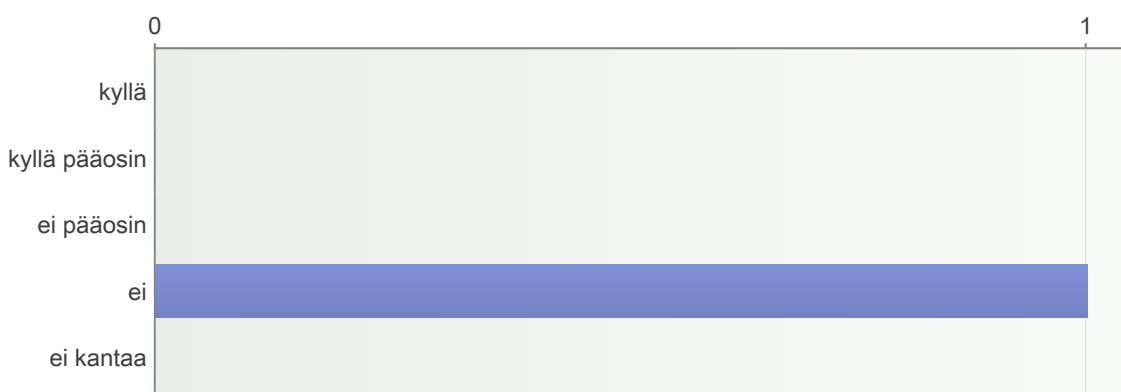 0 1
kyllä
kyllä pääosin
ei pääosin
ei
ei kantaa